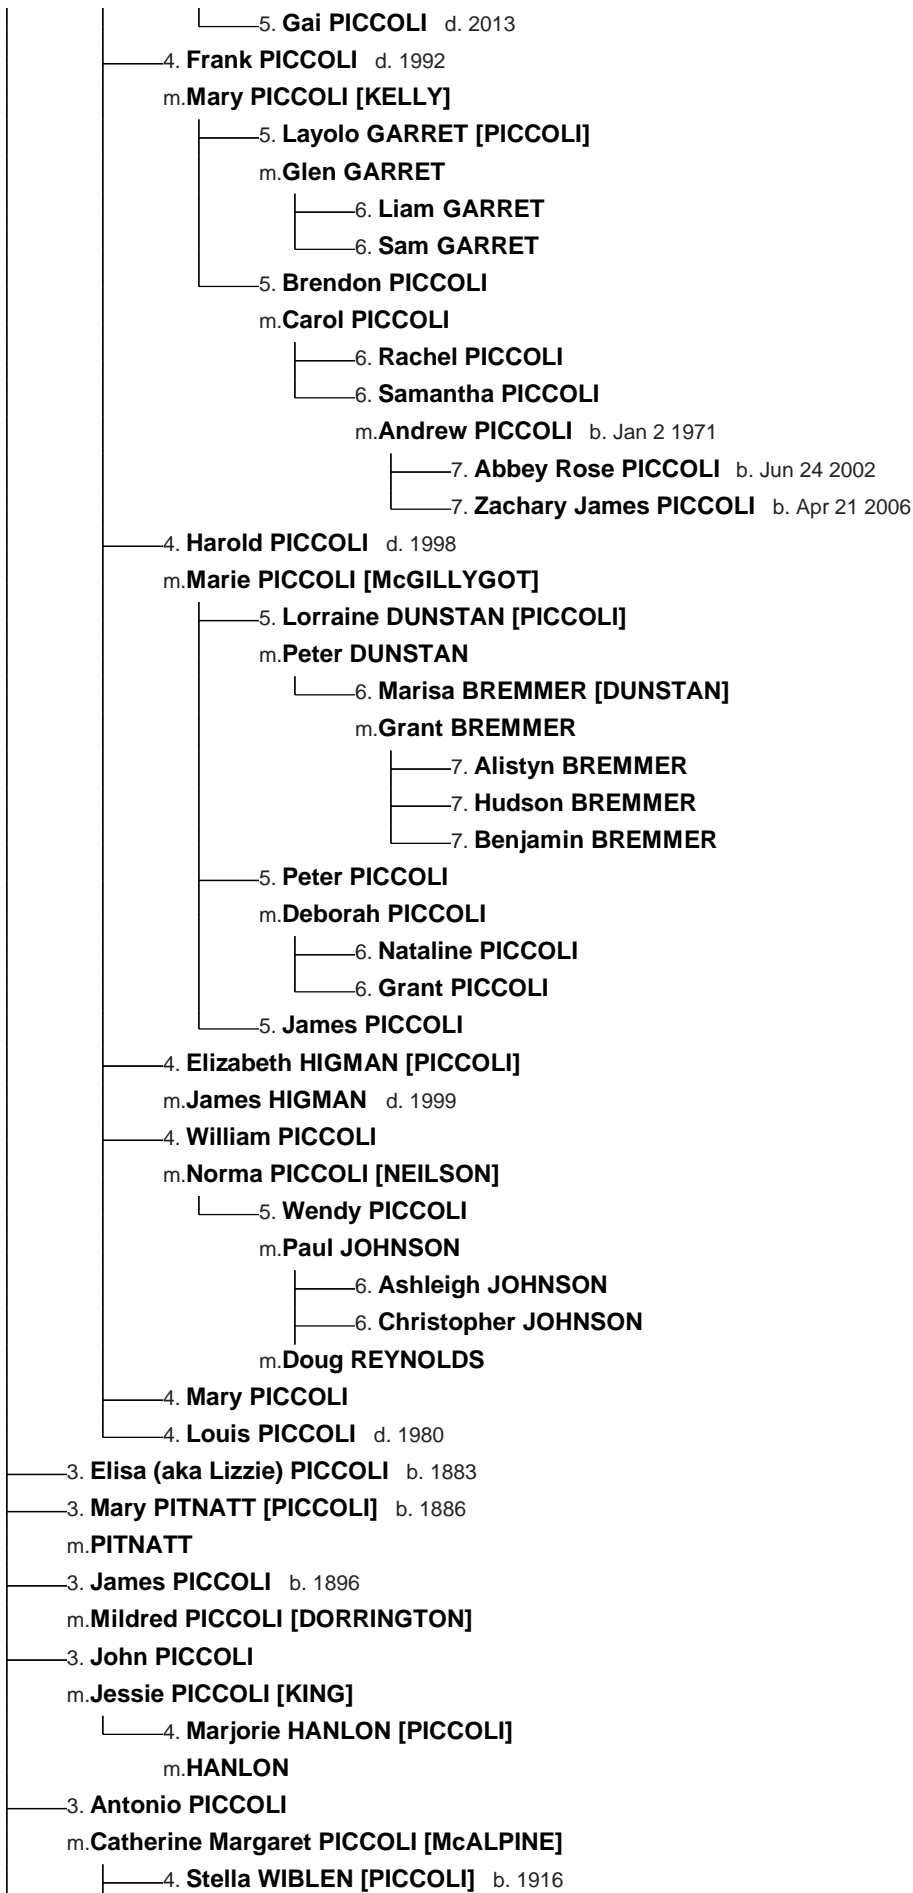 5. Gai PICCOLI d. 2013
4. Frank PICCOLI d. 1992
m.Mary PICCOLI [KELLY]
5. Layolo GARRET [PICCOLI]
m.Glen GARRET
6. Liam GARRET
6. Sam GARRET
5. Brendon PICCOLI
m.Carol PICCOLI
6. Rachel PICCOLI
6. Samantha PICCOLI
m.Andrew PICCOLI b. Jan 2 1971
7. Abbey Rose PICCOLI b. Jun 24 2002
7. Zachary James PICCOLI b. Apr 21 2006
4. Harold PICCOLI d. 1998
m.Marie PICCOLI [McGILLYGOT]
5. Lorraine DUNSTAN [PICCOLI]
m.Peter DUNSTAN
6. Marisa BREMMER [DUNSTAN]
m.Grant BREMMER
7. Alistyn BREMMER
7. Hudson BREMMER
7. Benjamin BREMMER
5. Peter PICCOLI
m.Deborah PICCOLI
6. Nataline PICCOLI
6. Grant PICCOLI
5. James PICCOLI
4. Elizabeth HIGMAN [PICCOLI]
m.James HIGMAN d. 1999
4. William PICCOLI
m.Norma PICCOLI [NEILSON]
5. Wendy PICCOLI
m.Paul JOHNSON
6. Ashleigh JOHNSON
6. Christopher JOHNSON
m.Doug REYNOLDS
4. Mary PICCOLI
4. Louis PICCOLI d. 1980
3. Elisa (aka Lizzie) PICCOLI b. 1883
3. Mary PITNATT [PICCOLI] b. 1886
m.PITNATT
3. James PICCOLI b. 1896
m.Mildred PICCOLI [DORRINGTON]
3. John PICCOLI
m.Jessie PICCOLI [KING]
4. Marjorie HANLON [PICCOLI]
m.HANLON
3. Antonio PICCOLI
m.Catherine Margaret PICCOLI [McALPINE]
4. Stella WIBLEN [PICCOLI] b. 1916